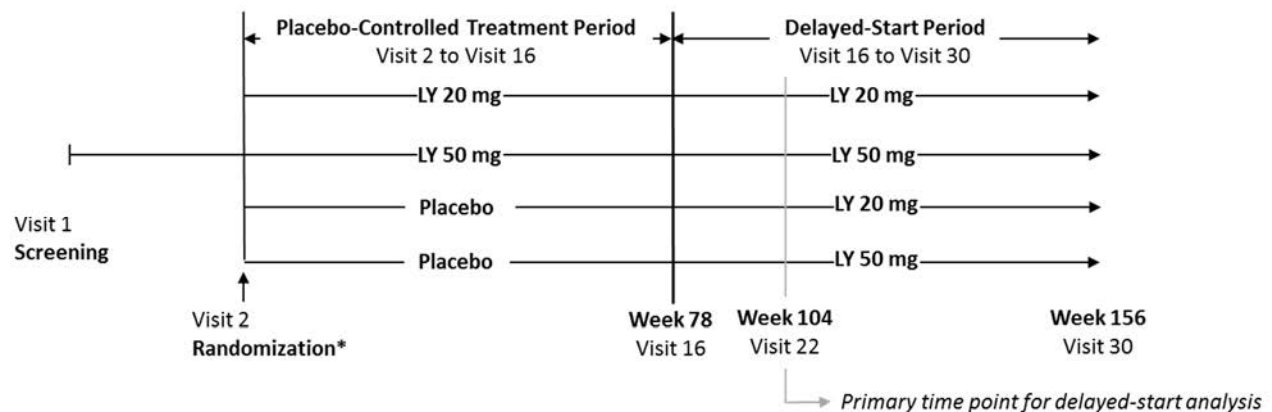 Placebo-Controlled Treatment Period
Visit 2 to Visit 16
Delayed-Start Period
Visit 16 to Visit 30
LY 20 mg
LY 20 mg
LY 50 mg
LY 50 mg
Placebo
LY 20 mg
Visit 1
Screening
Placebo
LY 50 mg
Visit 2
Randomization*
Week 78
Visit 16
Week 104
Visit 22
Week 156
Visit 30
Primary time point for delayed-start analysis